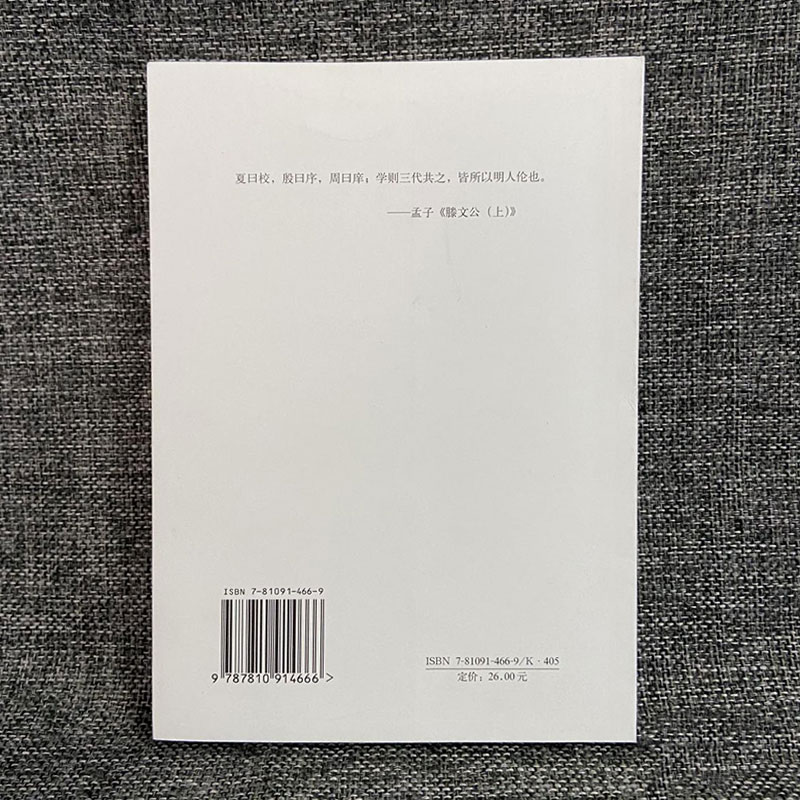 夏曰校，殷曰序，周曰庠；学则三代共之，皆所以明人伦也。
——孟子《滕文公（上）》
ISBN 7-81091-466-9
9 787810 914666 >
ISBN 7-81091-466-9/K·405
定价：26.00元